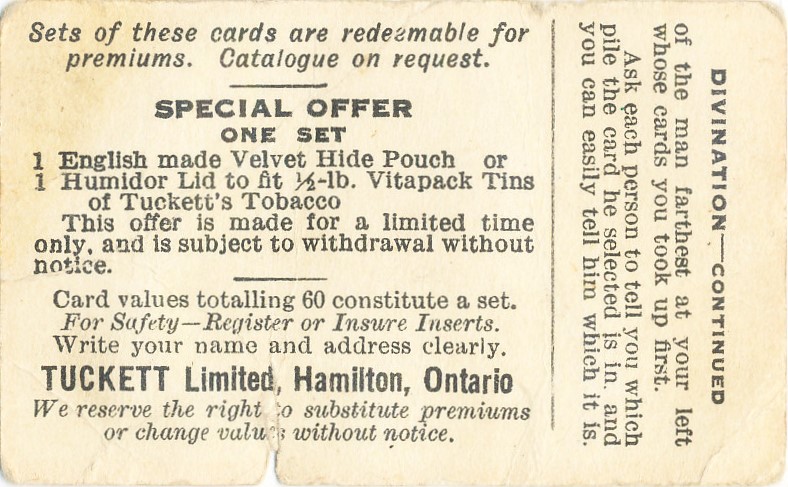 Sets of these cards are redeemable for
premiums. Catalogue on request.
SPECIAL OFFER
ONE SET
1 English made Velvet Hide Pouch or
1 Humidor Lid to fit ½-lb. Vitapack Tins
of Tuckett's Tobacco
This offer is made for a limited time
only, and is subject to withdrawal without
notice.
Card values totalling 60 constitute a set.
For Safety—Register or Insure Inserts.
Write your name and address clearly.
TUCKETT Limited, Hamilton, Ontario
We reserve the right to substitute premiums
or change values without notice.
DIVINATION—CONTINUED
of the man farthest at your left
whose cards you took up first.
Ask each person to tell you which
pile the card he selected is in, and
you can easily tell him which it is.